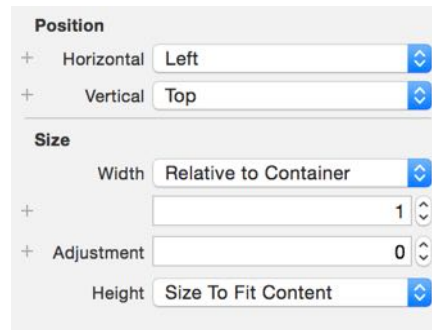 Position
+ Horizontal Left
+ Vertical Top
Size
Width Relative to Container
+ 1
+ Adjustment 0
Height Size To Fit Content